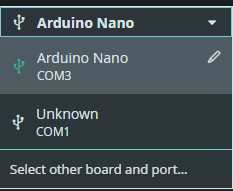 Arduino Nano
Arduino Nano
COM3
Unknown
COM1
Select other board and port...